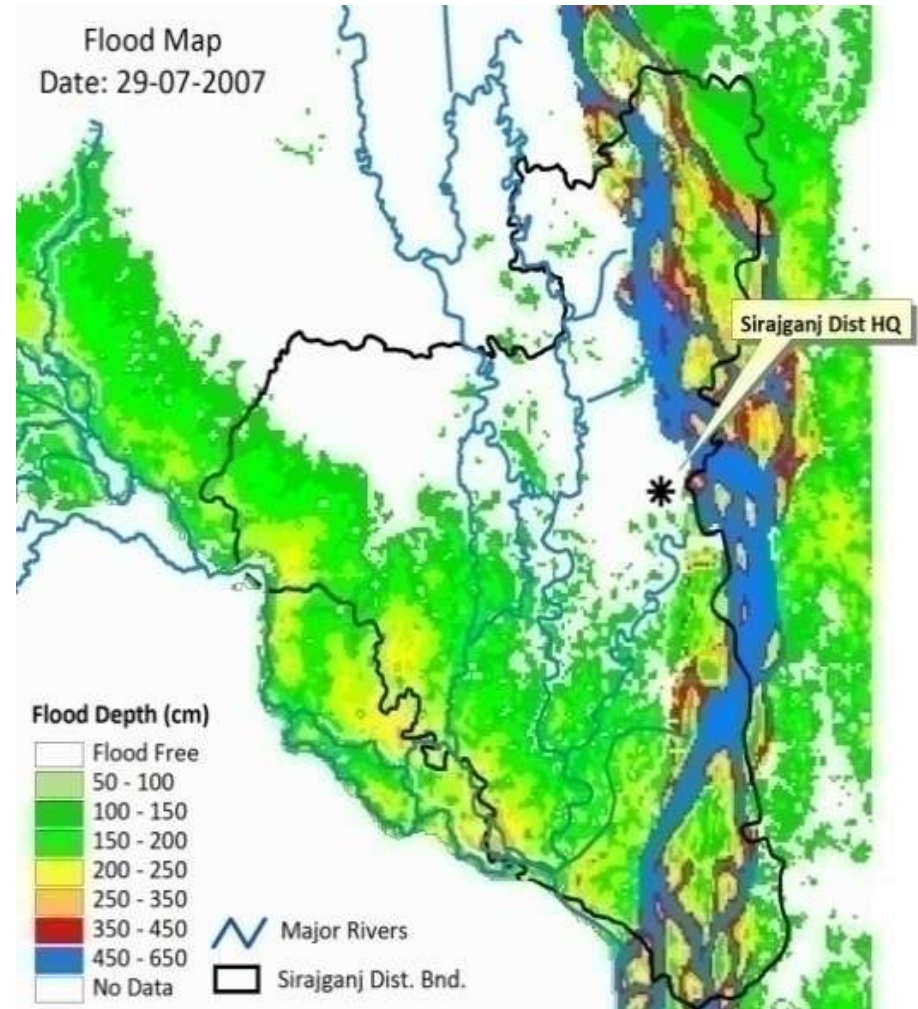 Flood Map
Date: 29-07-2007
Sirajganj Dist HQ
Flood Depth (cm)
Flood Free
50 - 100
100 - 150
150 - 200
200 - 250
250 - 350
350 - 450
450 - 650
No Data
Major Rivers
Sirajganj Dist. Bnd.